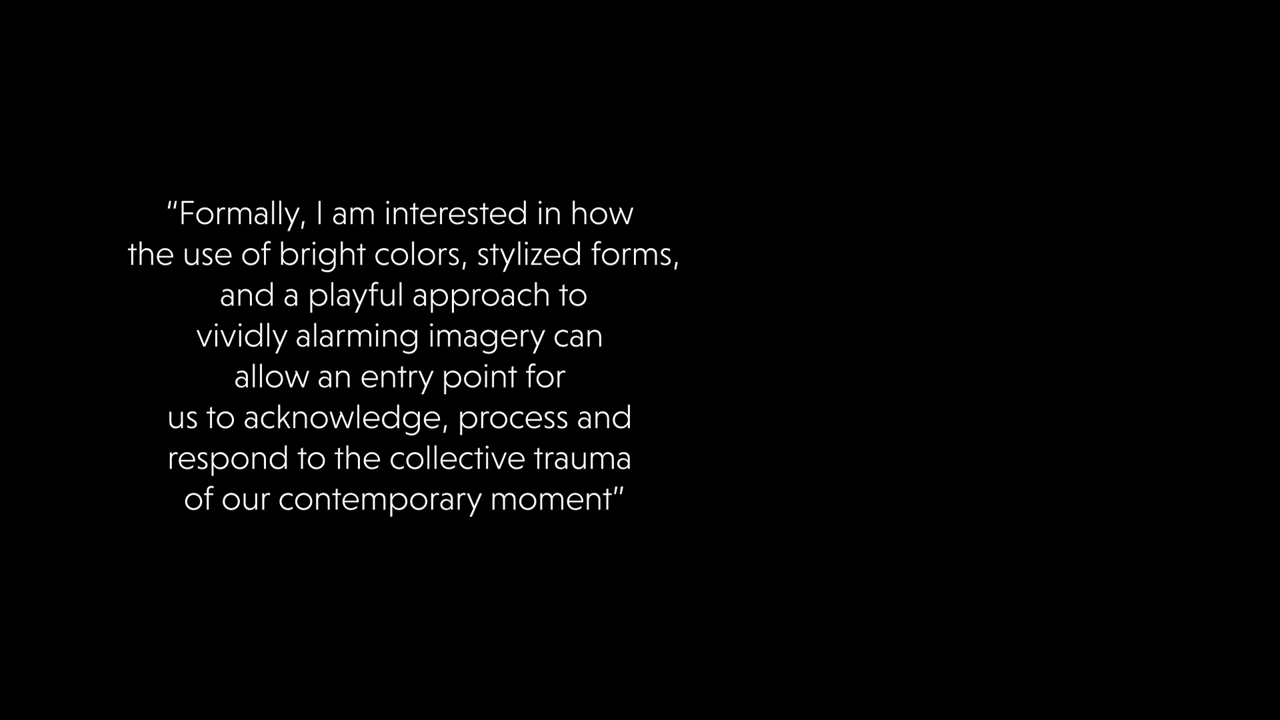 “Formally, I am interested in how
the use of bright colors, stylized forms,
and a playful approach to
vividly alarming imagery can
allow an entry point for
us to acknowledge, process and
respond to the collective trauma
of our contemporary moment”